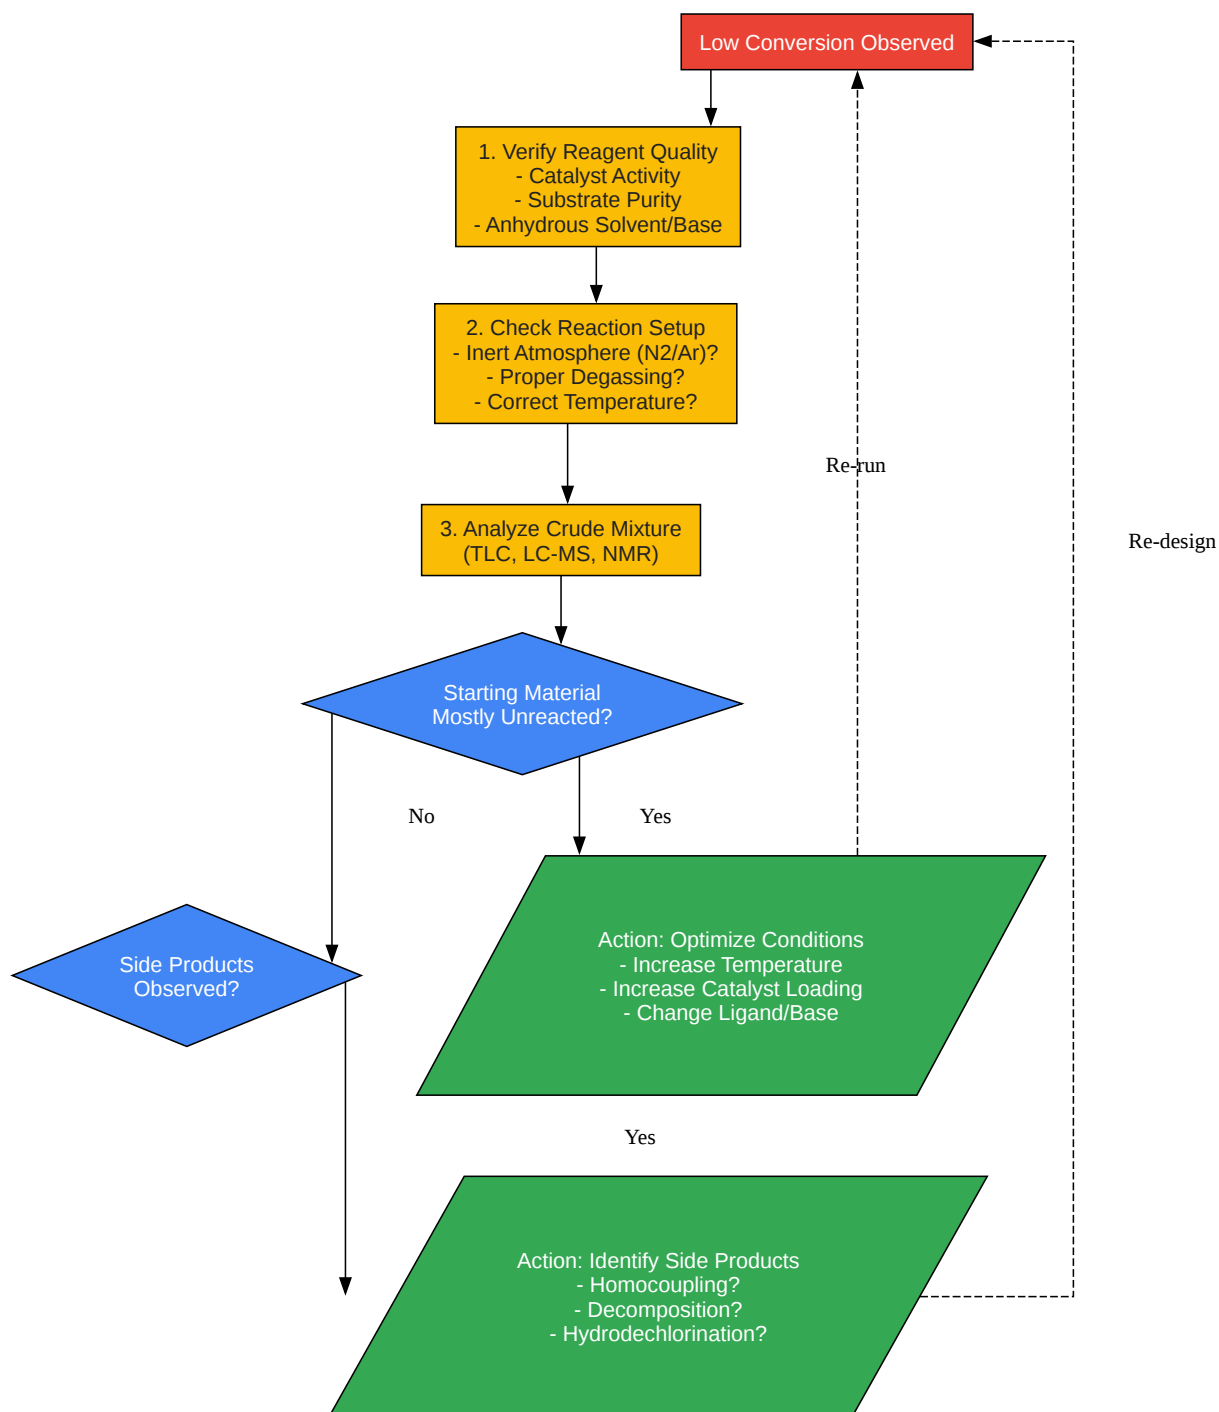 Low Conversion Observed
1. Verify Reagent Quality
- Catalyst Activity
- Substrate Purity
- Anhydrous Solvent/Base
2. Check Reaction Setup
- Inert Atmosphere (N2/Ar)?
- Proper Degassing?
- Correct Temperature?
Re-run
Re-design
3. Analyze Crude Mixture
(TLC, LC-MS, NMR)
Starting Material
Mostly Unreacted?
No
Yes
Side Products
Observed?
Action: Optimize Conditions
- Increase Temperature
- Increase Catalyst Loading
- Change Ligand/Base
Yes
Action: Identify Side Products
- Homocoupling?
- Decomposition?
- Hydrodechlorination?